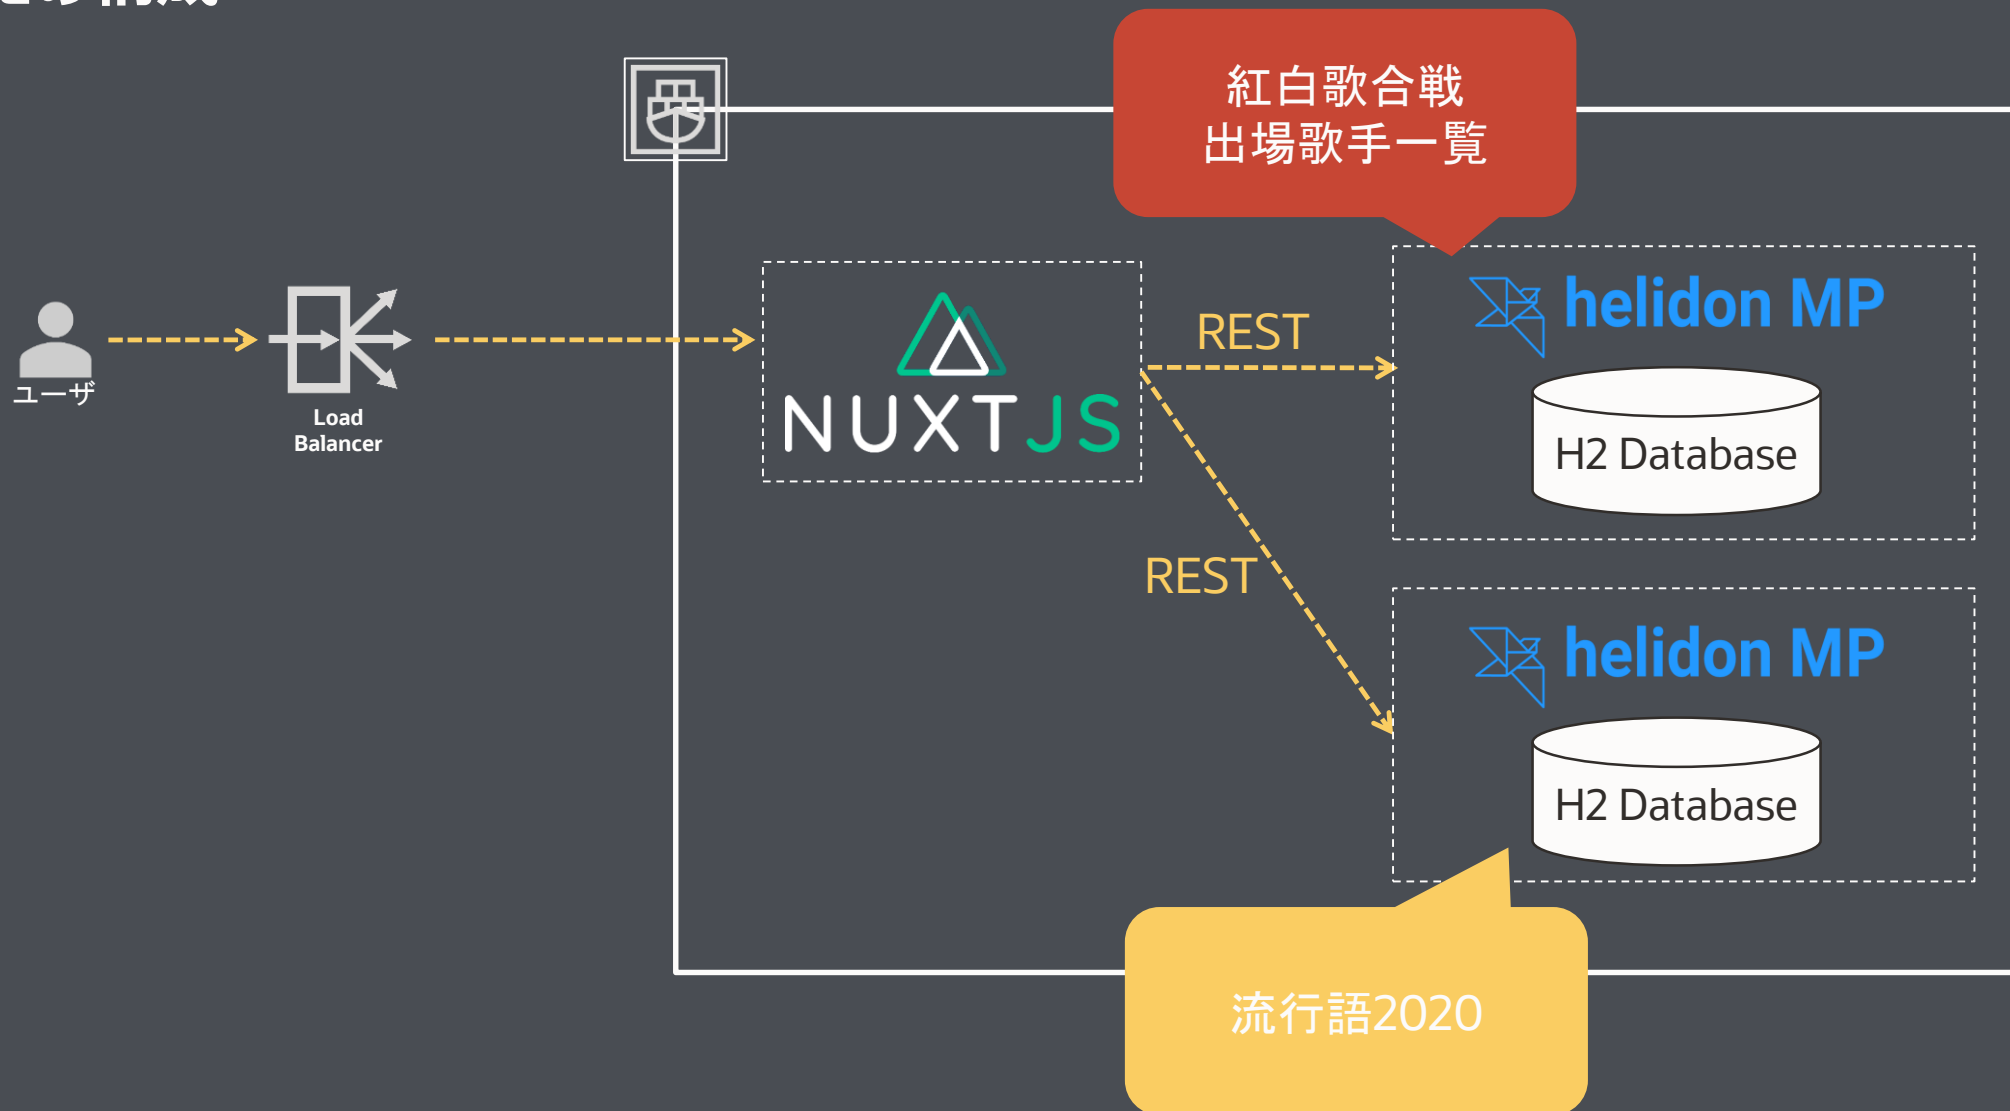 紅白歌合戦
出場歌手一覧
ユーザ
Load
Balancer
NUXTJS
REST
helidon MP
H2 Database
REST
helidon MP
H2 Database
流行語2020